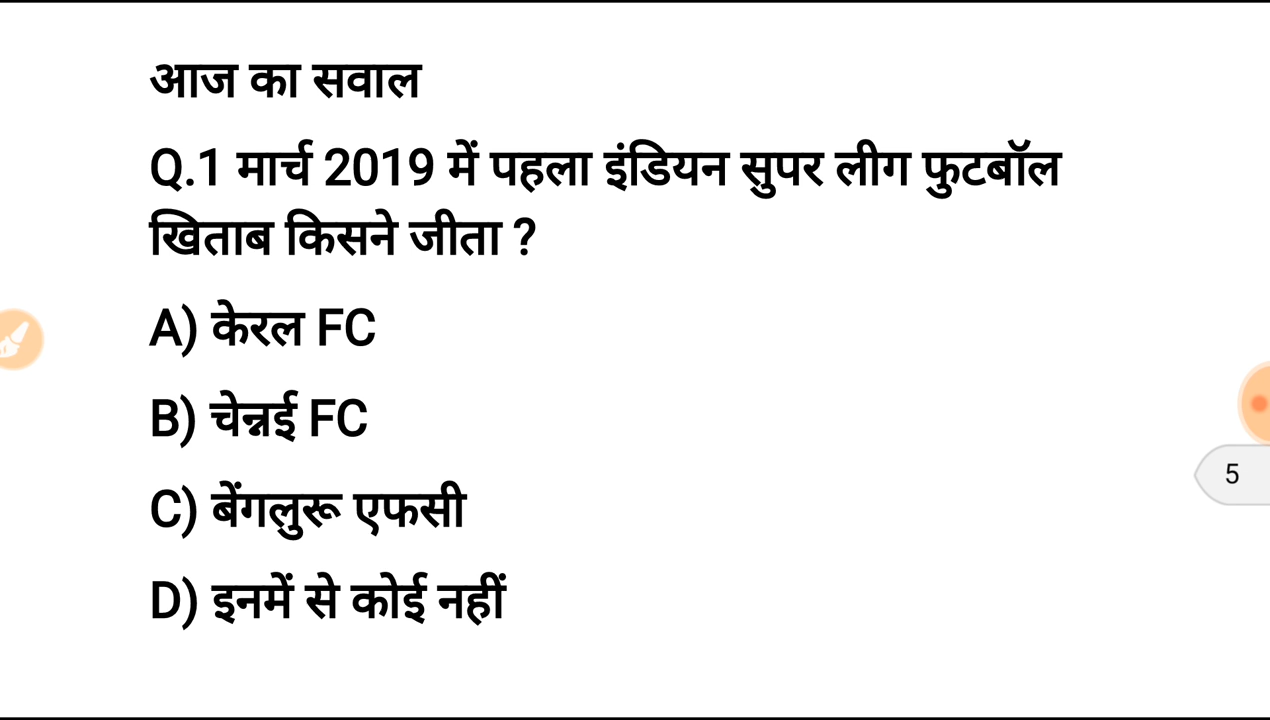 आज का सवाल
Q.1 मार्च 2019 में पहला इंडियन सुपर लीग फुटबॉल
खिताब किसने जीता ?
A) केरल FC
B) चेन्नई FC
C) बेंगलुरू एफसी
5
D) इनमें से कोई नहीं